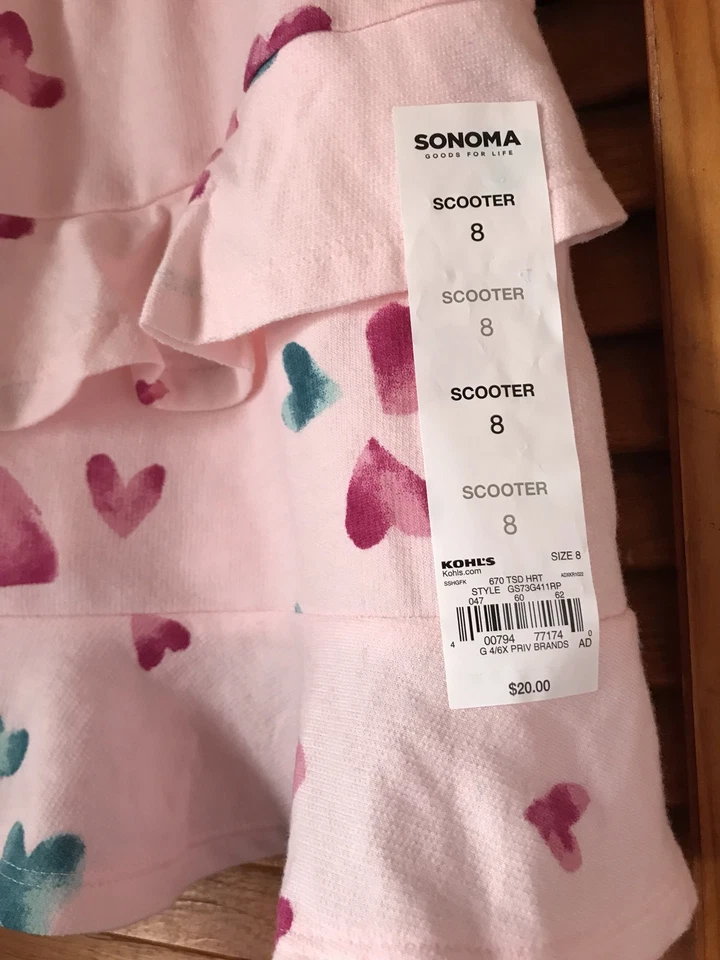 SONOMA
GOODS FOR LIFE
SCOOTER
8
SCOOTER
8
SCOOTER
8
SCOOTER
8
KOHL'S SIZE 8
Kohls.com
SSHGFK 670 TSD HRT
STYLE GS73G411RP
047 60 62
4 00794 77174 0
G 4/6X PRIV BRANDS AD
$20.00